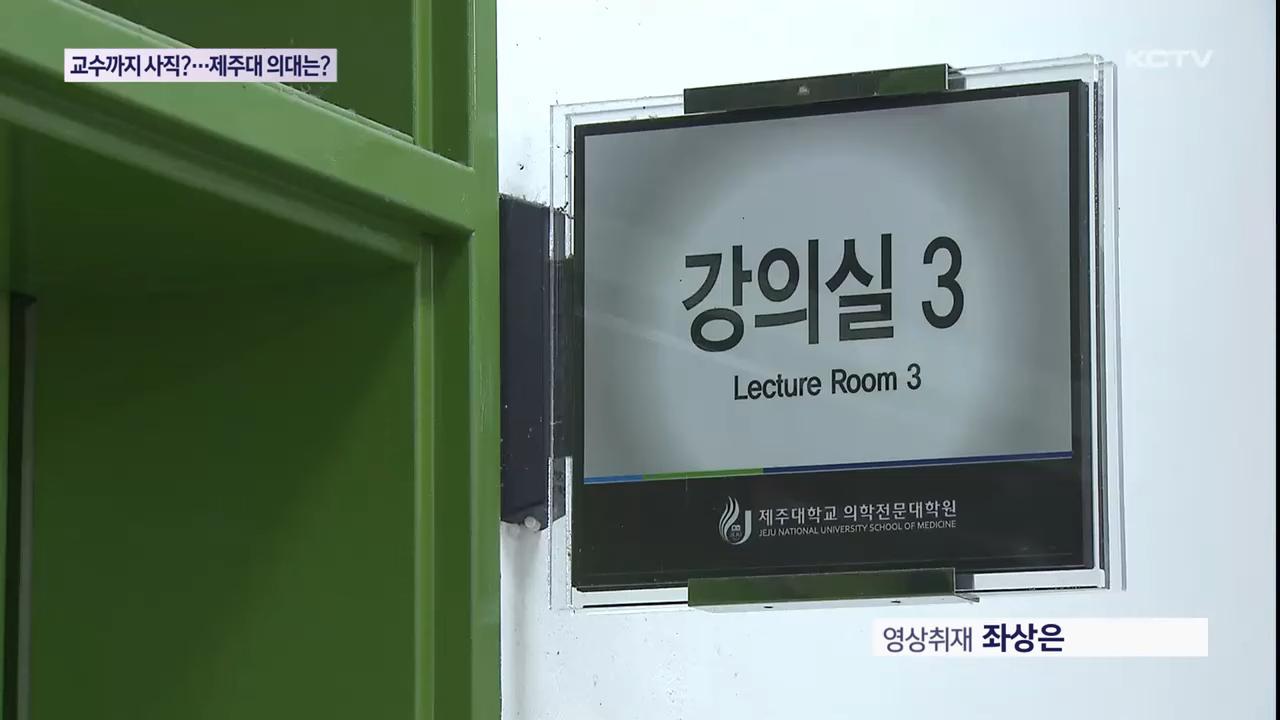 교수까지 사직?…제주대 의대는?
KCTV
강의실 3
Lecture Room 3
제주대학교 의학전문대학원
JEJU NATIONAL UNIVERSITY SCHOOL OF MEDICINE
영상취재 좌상은